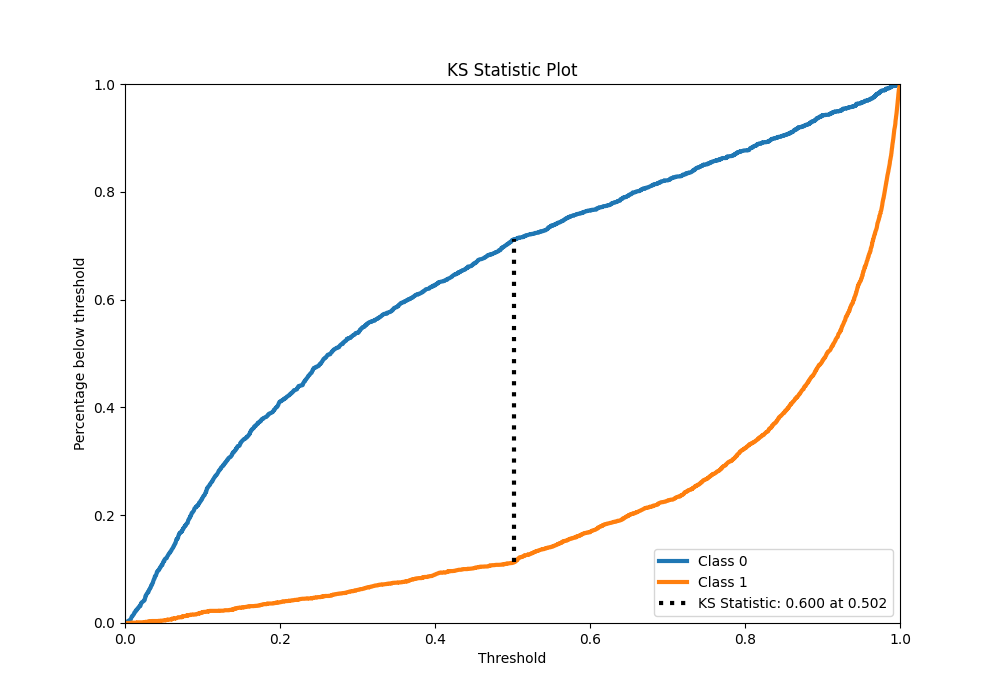 KS Statistic Plot
1.0
0.8
0.6
0.4
0.2
0.0
Percentage below threshold
0.0 0.2 0.4 0.6 0.8 1.0
Threshold
Class 0
Class 1
KS Statistic: 0.600 at 0.502